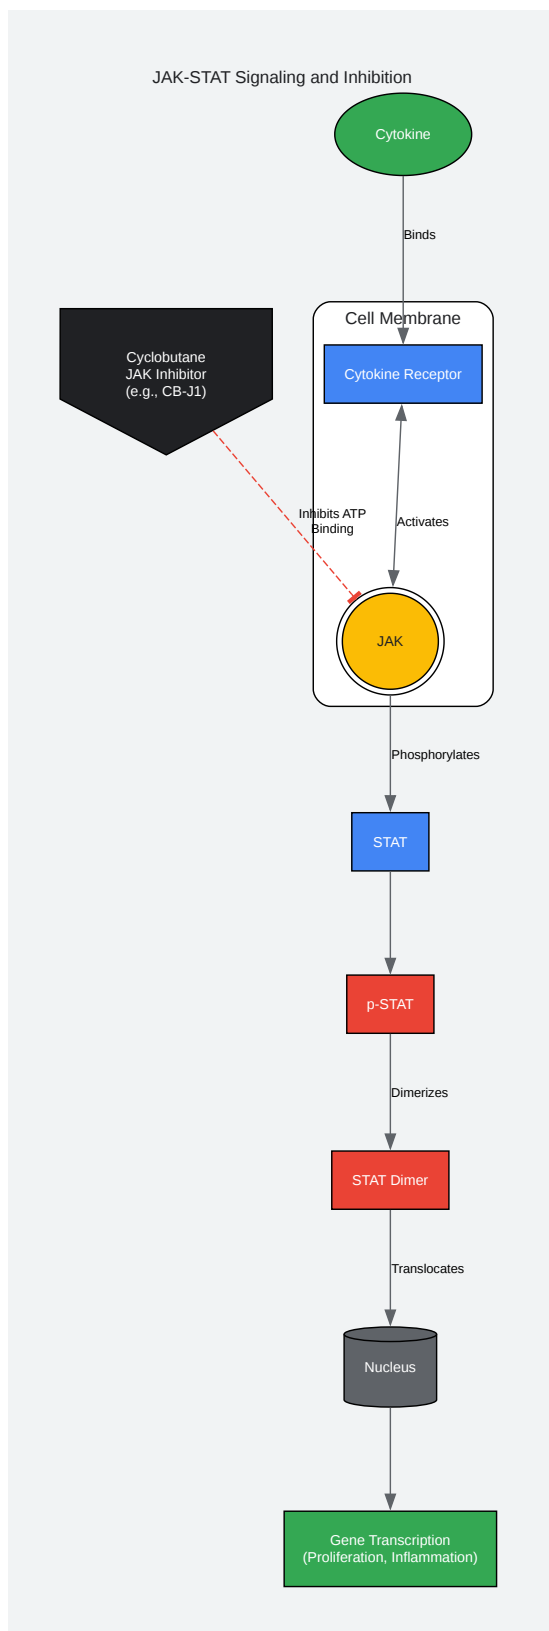 JAK-STAT Signaling and Inhibition
Cytokine
Binds
Cell Membrane
Cytokine Receptor
Cyclobutane
JAK Inhibitor
(e.g., CB-J1)
Inhibits ATP
Binding
Activates
JAK
Phosphorylates
STAT
p-STAT
Dimerizes
STAT Dimer
Translocates
Nucleus
Gene Transcription
(Proliferation, Inflammation)